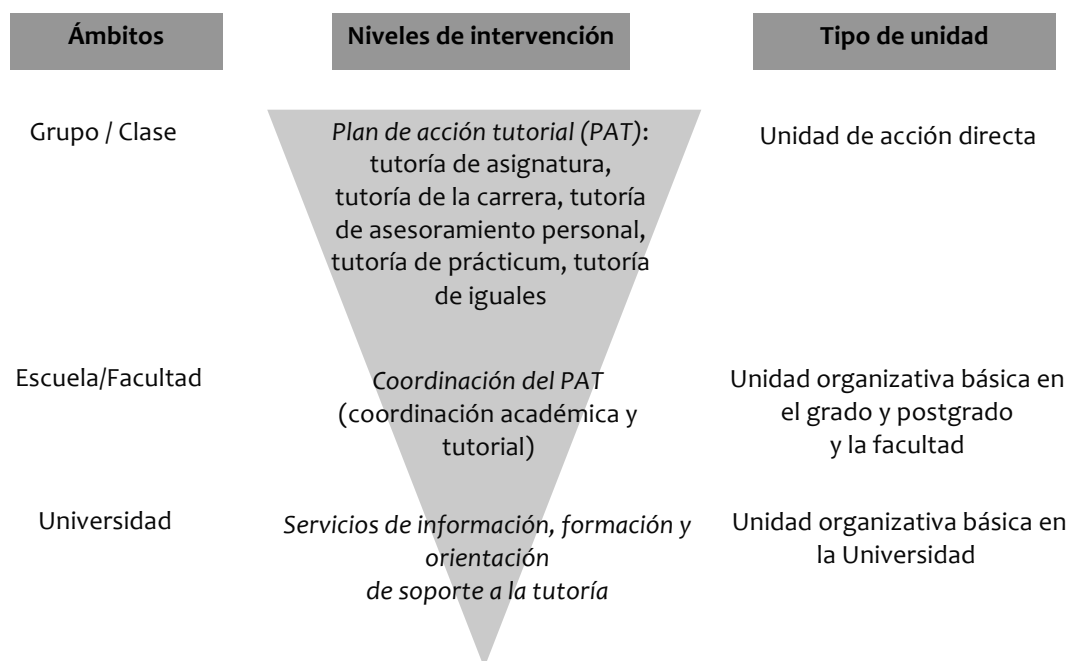 Ámbitos
Niveles de intervención
Tipo de unidad
Grupo / Clase
Plan de acción tutorial (PAT):
tutoría de asignatura,
tutoría de la carrera, tutoría
de asesoramiento personal,
tutoría de prácticum, tutoría
de iguales
Unidad de acción directa
Escuela/Facultad
Coordinación del PAT
(coordinación académica y
tutorial)
Unidad organizativa básica en
el grado y postgrado
y la facultad
Universidad
Servicios de información, formación y
orientación
de soporte a la tutoría
Unidad organizativa básica en
la Universidad